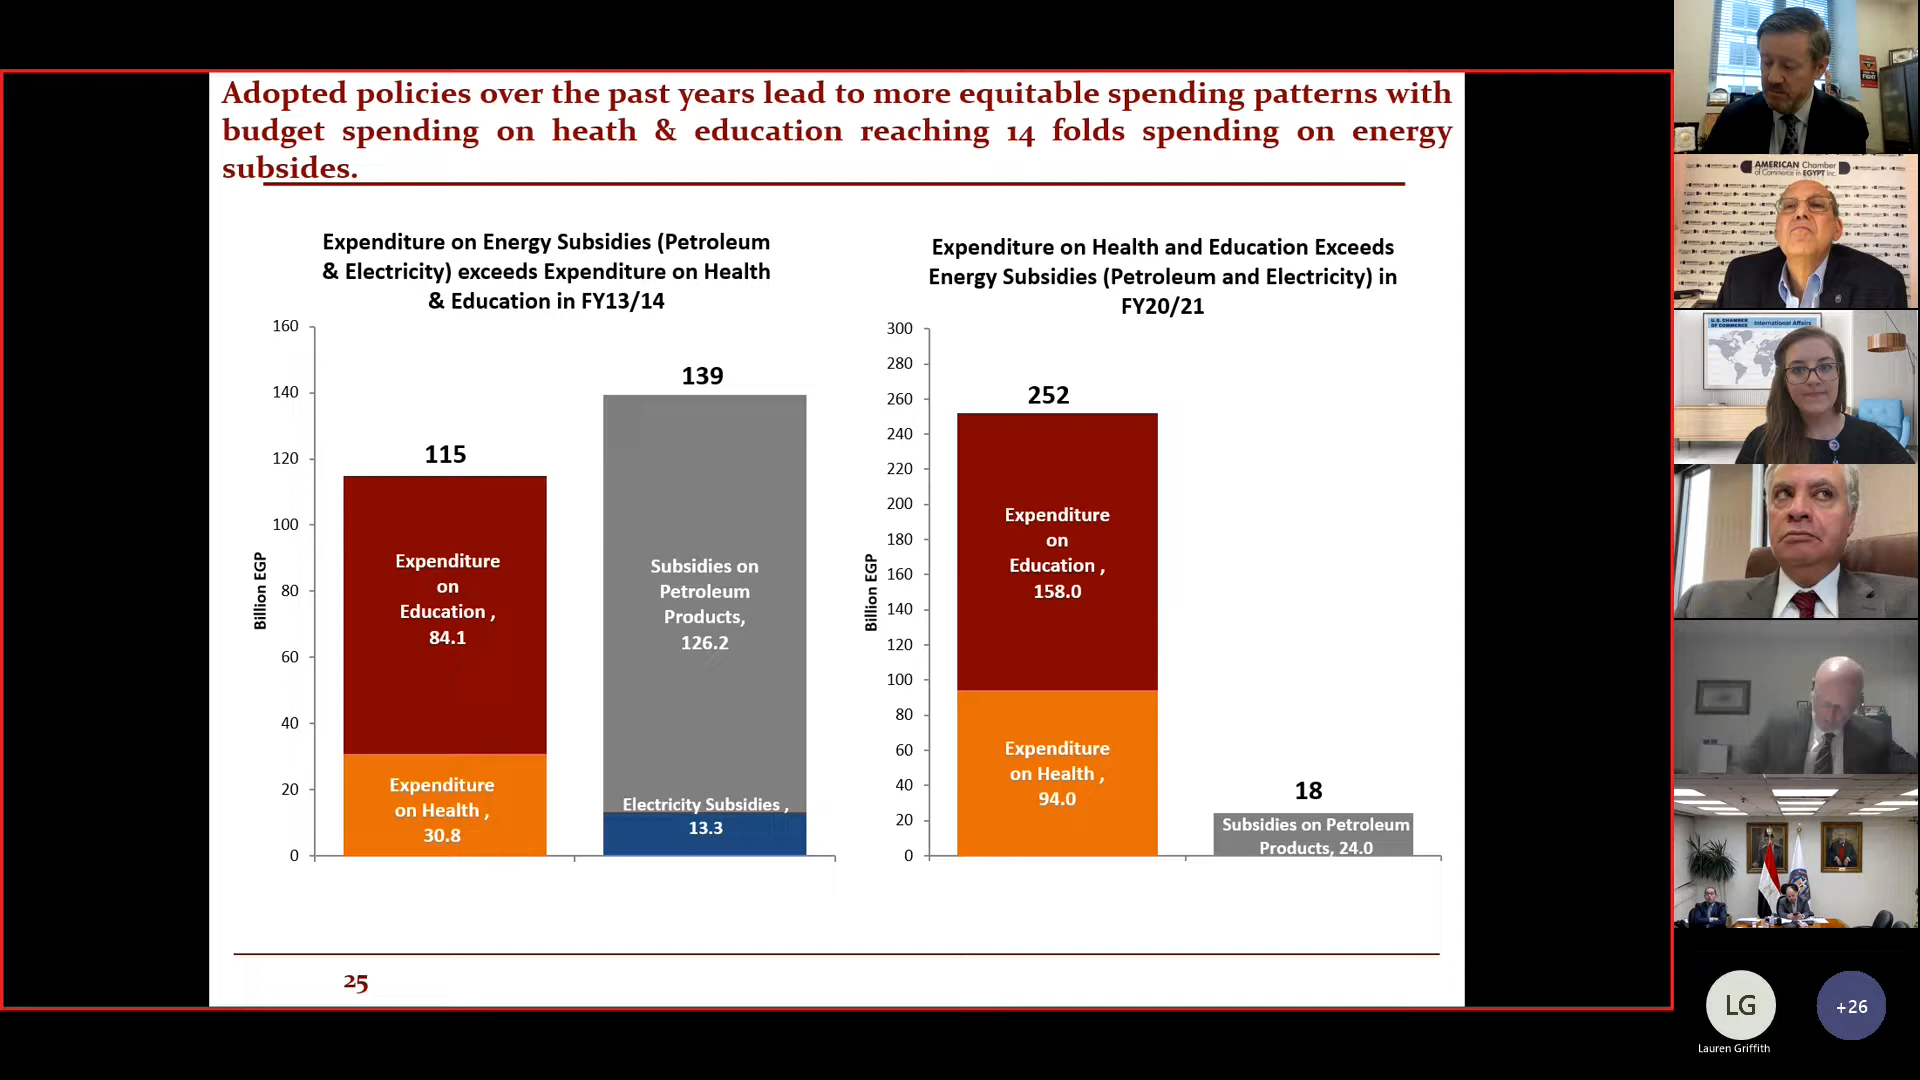 Adopted policies over the past years lead to more equitable spending patterns with
budget spending on heath & education reaching 14 folds spending on energy
subsides.
Expenditure on Energy Subsidies (Petroleum
& Electricity) exceeds Expenditure on Health
& Education in FY13/14
160
140
120
100
80
60
40
20
0
Billion EGP
115
Expenditure
on
Education ,
84.1
Expenditure
on Health ,
30.8
139
Subsidies on
Petroleum
Products,
126.2
Electricity Subsidies ,
13.3
Expenditure on Health and Education Exceeds
Energy Subsidies (Petroleum and Electricity) in
FY20/21
300
280
260
240
220
200
180
160
140
120
100
80
60
40
20
0
Billion EGP
252
Expenditure
on
Education ,
158.0
Expenditure
on Health ,
94.0
18
Subsidies on Petroleum
Products, 24.0
25
AMERICAN Chamber
of Commerce in EGYPT Inc.
U.S. CHAMBER
OF COMMERCE
International Affairs
LG
+26
Lauren Griffith